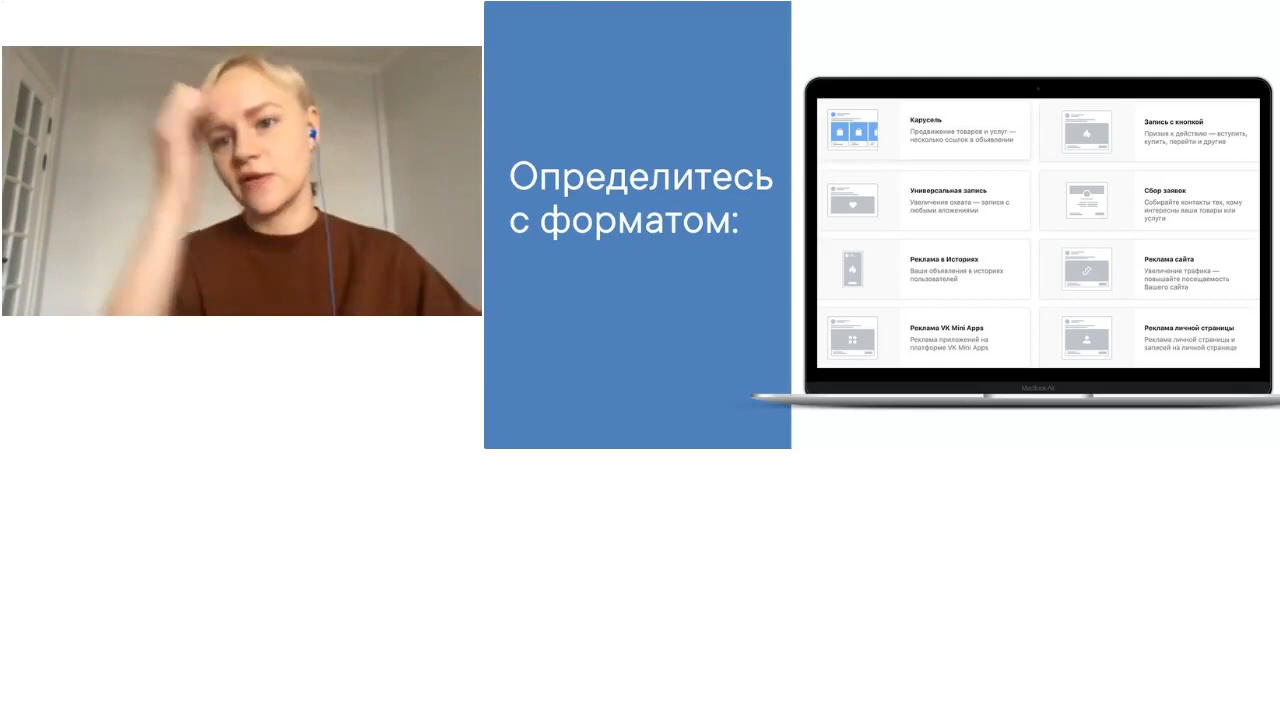 Определитесь
с форматом:
Карусель
Продвижение товаров и услуг —
несколько ссылок в объявлении
Запись с кнопкой
Призыв к действию — вступить,
купить, перейти и другие
Универсальная запись
Увеличение охвата — записи с
любыми вложениями
Сбор заявок
Собирайте контакты тех, кому
интересны ваши товары или
услуги
Реклама в Историях
Ваши объявления в историях
пользователей
Реклама сайта
Увеличение трафика —
повышайте посещаемость
Вашего сайта
Реклама VK Mini Apps
Реклама приложений на
платформе VK Mini Apps
Реклама личной страницы
Реклама личной страницы и
записей на личной странице
MacBook Air